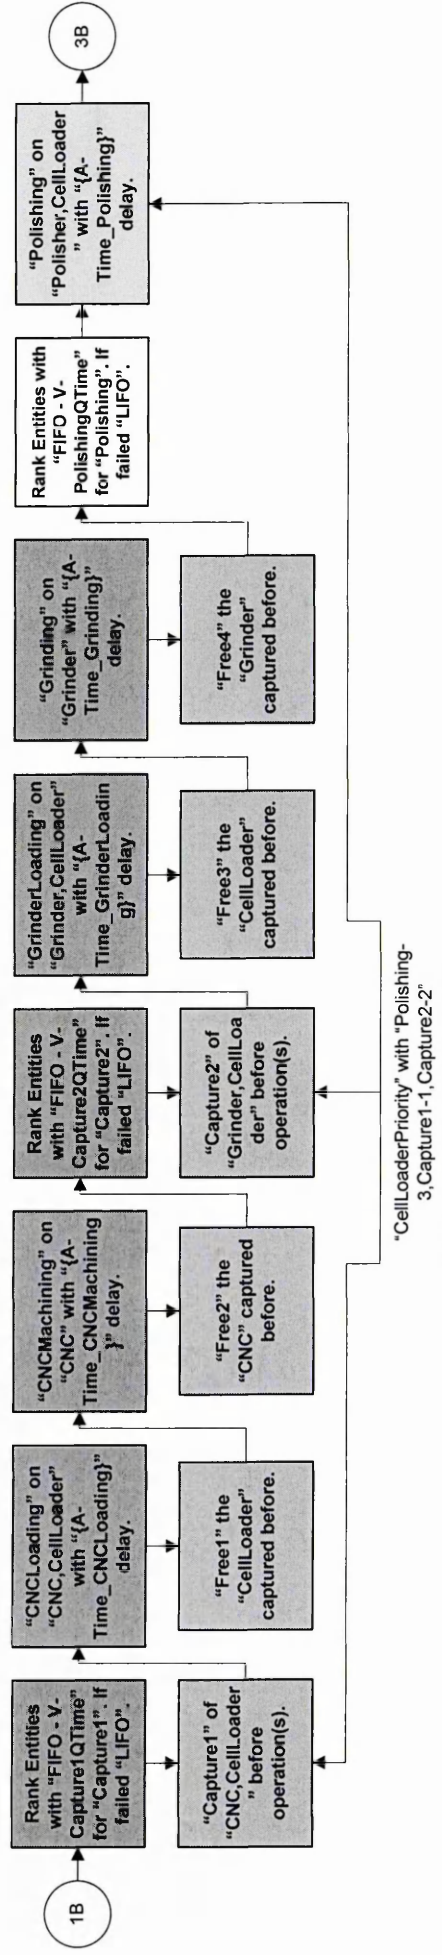 1B
Rank Entities
with “FIFO - V-
Capture1QTime”
for “Capture1”. If
failed “LIFO”.
“Capture1” of
“CNC,CellLoader
” before
operation(s).
“CNCLoading” on
“CNC,CellLoader”
with “{A-
Time_CNCLoading}”
delay.
“Free1” the
“CellLoader”
captured before.
“CNCMachining” on
“CNC” with “{A-
Time_CNCMachining
}” delay.
“Free2” the
“CNC” captured
before.
Rank Entities
with “FIFO - V-
Capture2QTime”
for “Capture2”. If
failed “LIFO”.
“Capture2” of
“Grinder,CellLoa
der” before
operation(s).
“GrinderLoading” on
“Grinder,CellLoader”
with “{A-
Time_GrinderLoadin
g}” delay.
“Free3” the
“CellLoader”
captured before.
“Grinding” on
“Grinder” with “{A-
Time_Grinding}”
delay.
“Free4” the
“Grinder”
captured before.
Rank Entities with
“FIFO - V-
PolishingQTime”
for “Polishing”. If
failed “LIFO”.
“Polishing” on
“Polisher,CellLoader
” with “{A-
Time_Polishing}”
delay.
3B
“CellLoaderPriority” with “Polishing-
3,Capture1-1,Capture2-2”